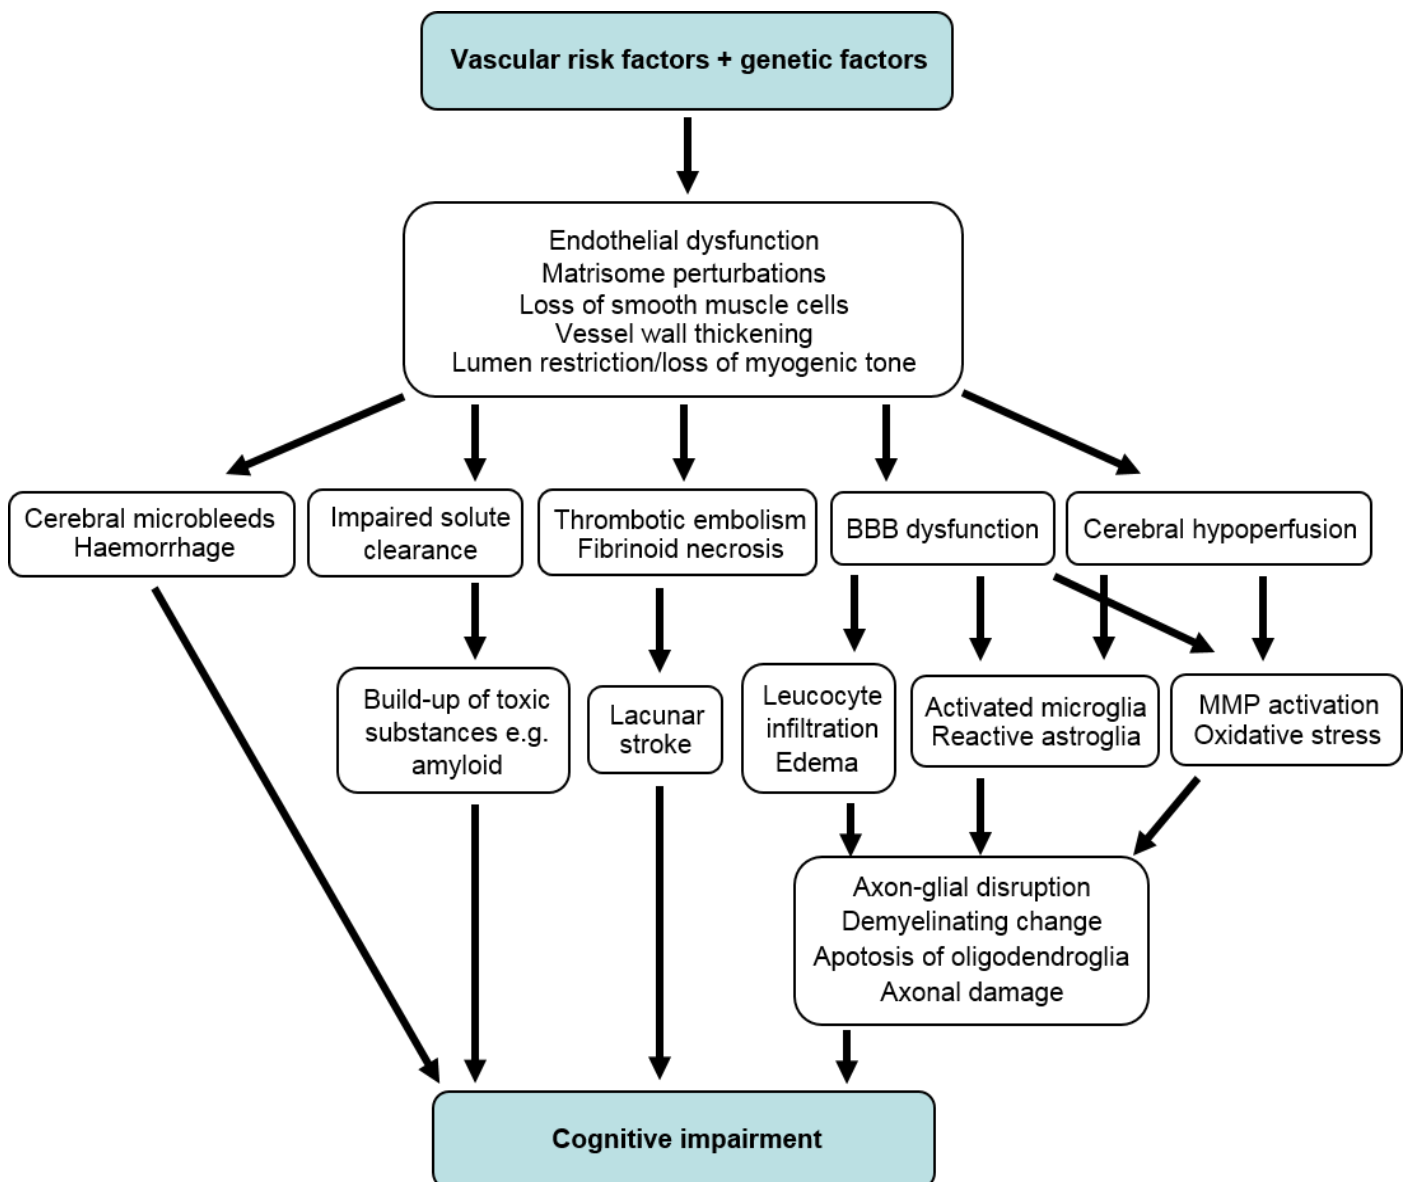 Vascular risk factors + genetic factors
Endothelial dysfunction
Matrisome perturbations
Loss of smooth muscle cells
Vessel wall thickening
Lumen restriction/loss of myogenic tone
Cerebral microbleeds
Haemorrhage
Impaired solute
clearance
Thrombotic embolism
Fibrinoid necrosis
BBB dysfunction
Cerebral hypoperfusion
Build-up of toxic
substances e.g.
amyloid
Lacunar
stroke
Leucocyte
infiltration
Edema
Activated microglia
Reactive astroglia
MMP activation
Oxidative stress
Axon-glial disruption
Demyelinating change
Apotosis of oligodendroglia
Axonal damage
Cognitive impairment